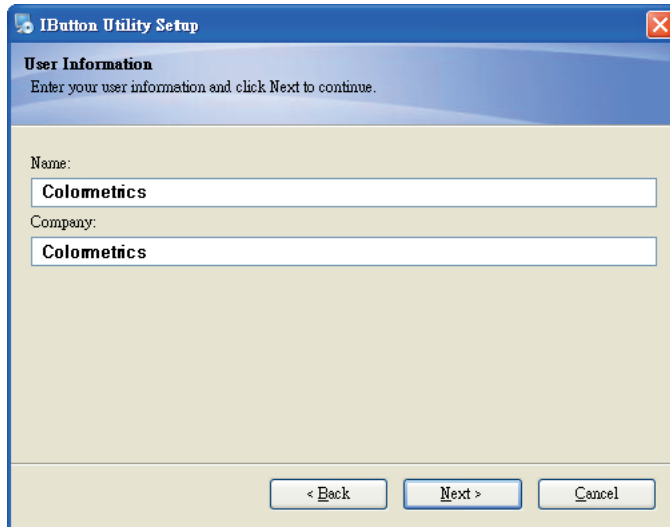 IButton Utility Setup
User Information
Enter your user information and click Next to continue.
Name:
Colormetrics
Company:
Colormetrics
< Back Next > Cancel